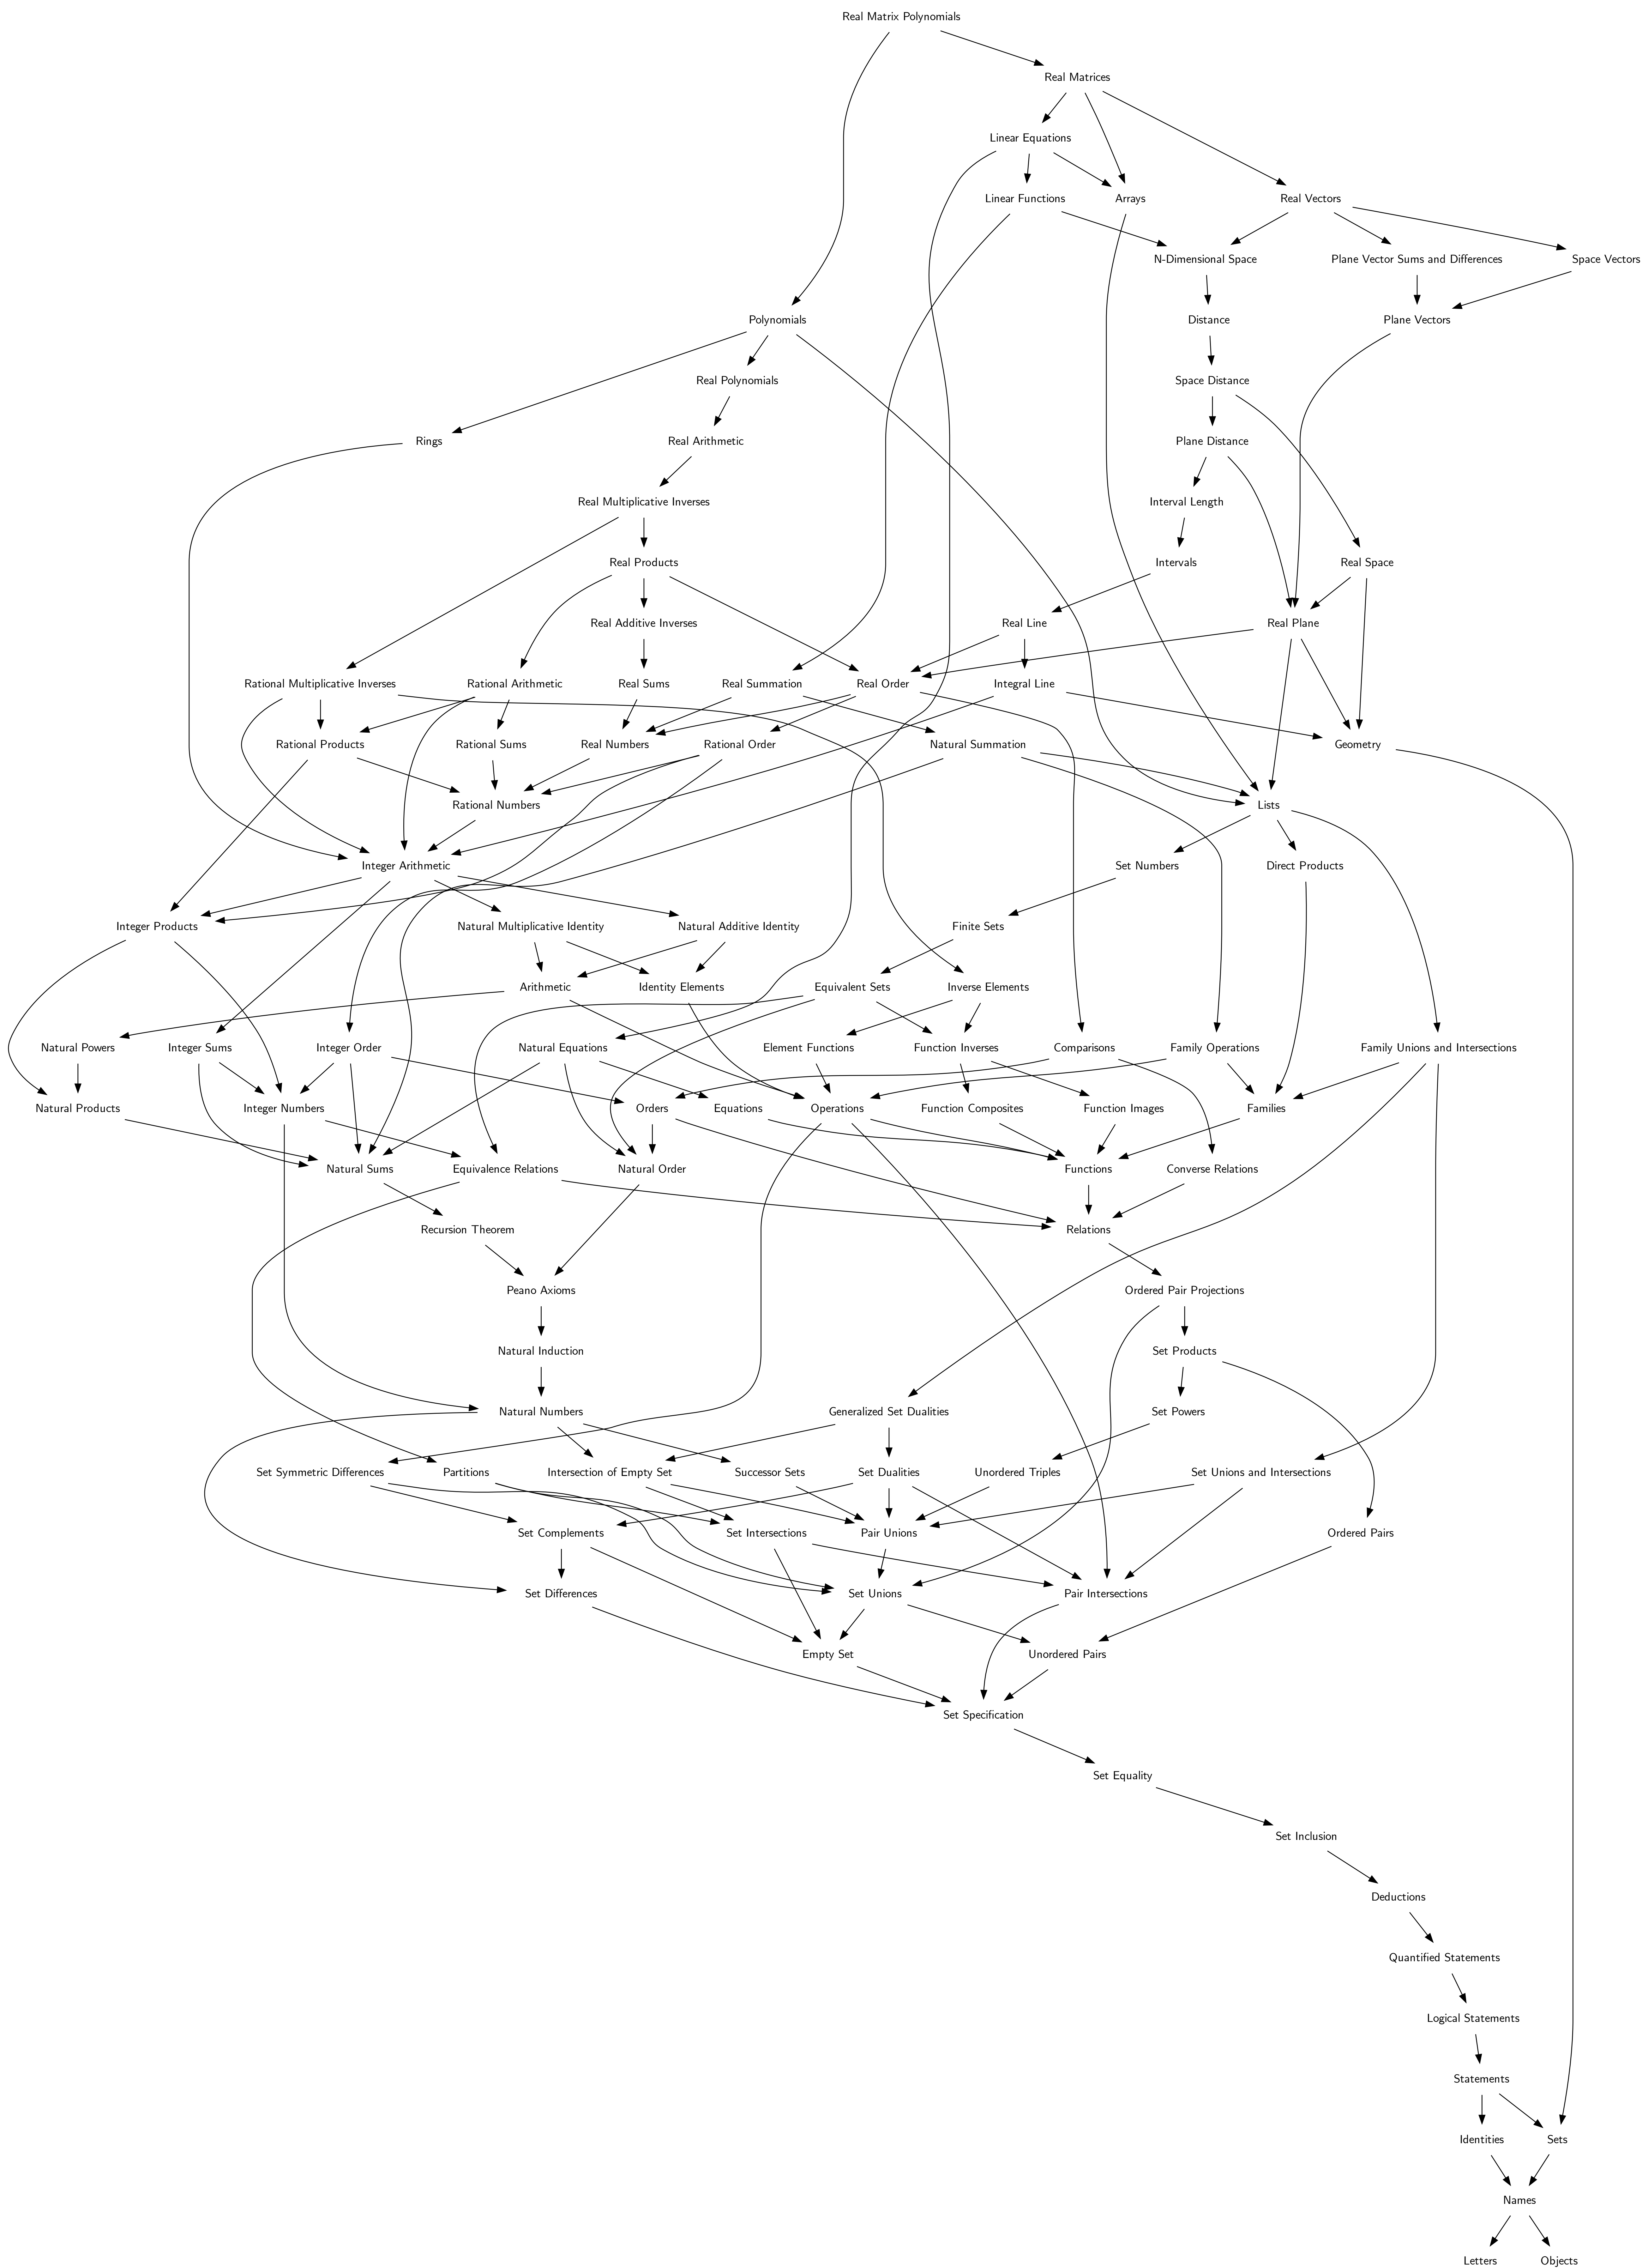 Real Matrix Polynomials
Real Matrices
Linear Equations
Linear Functions
Arrays
Real Vectors
N-Dimensional Space
Plane Vector Sums and Differences
Space Vectors
Polynomials
Distance
Plane Vectors
Real Polynomials
Space Distance
Rings
Real Arithmetic
Plane Distance
Real Multiplicative Inverses
Interval Length
Real Products
Intervals
Real Space
Real Additive Inverses
Real Line
Real Plane
Rational Multiplicative Inverses
Rational Arithmetic
Real Sums
Real Summation
Real Order
Integral Line
Rational Products
Rational Sums
Real Numbers
Rational Order
Natural Summation
Geometry
Rational Numbers
Lists
Integer Arithmetic
Set Numbers
Direct Products
Integer Products
Natural Multiplicative Identity
Natural Additive Identity
Finite Sets
Arithmetic
Identity Elements
Equivalent Sets
Inverse Elements
Natural Powers
Integer Sums
Integer Order
Natural Equations
Element Functions
Function Inverses
Comparisons
Family Operations
Family Unions and Intersections
Natural Products
Integer Numbers
Orders
Equations
Operations
Function Composites
Function Images
Families
Natural Sums
Equivalence Relations
Natural Order
Functions
Converse Relations
Recursion Theorem
Relations
Peano Axioms
Ordered Pair Projections
Natural Induction
Set Products
Natural Numbers
Generalized Set Dualities
Set Powers
Set Symmetric Differences
Partitions
Intersection of Empty Set
Successor Sets
Set Dualities
Unordered Triples
Set Unions and Intersections
Set Complements
Set Intersections
Pair Unions
Ordered Pairs
Set Differences
Set Unions
Pair Intersections
Empty Set
Unordered Pairs
Set Specification
Set Equality
Set Inclusion
Deductions
Quantified Statements
Logical Statements
Statements
Identities
Sets
Names
Letters
Objects